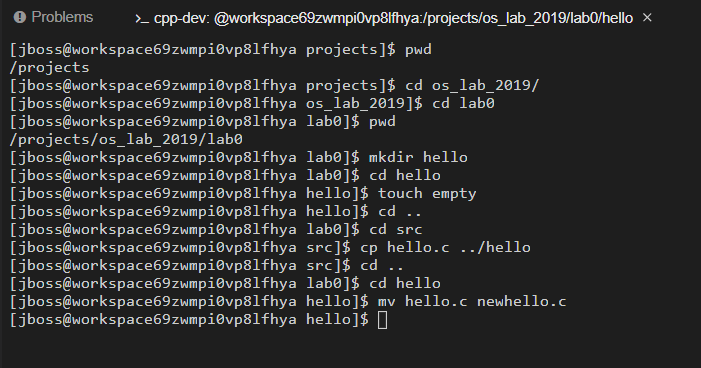 Problems >_ cpp-dev: @workspace69zwmpi0vp8lfhya:/projects/os_lab_2019/lab0/hello ×
[jboss@workspace69zwmpi0vp8lfhya projects]$ pwd
/projects
[jboss@workspace69zwmpi0vp8lfhya projects]$ cd os_lab_2019/
[jboss@workspace69zwmpi0vp8lfhya os_lab_2019]$ cd lab0
[jboss@workspace69zwmpi0vp8lfhya lab0]$ pwd
/projects/os_lab_2019/lab0
[jboss@workspace69zwmpi0vp8lfhya lab0]$ mkdir hello
[jboss@workspace69zwmpi0vp8lfhya lab0]$ cd hello
[jboss@workspace69zwmpi0vp8lfhya hello]$ touch empty
[jboss@workspace69zwmpi0vp8lfhya hello]$ cd ..
[jboss@workspace69zwmpi0vp8lfhya lab0]$ cd src
[jboss@workspace69zwmpi0vp8lfhya src]$ cp hello.c ../hello
[jboss@workspace69zwmpi0vp8lfhya src]$ cd ..
[jboss@workspace69zwmpi0vp8lfhya lab0]$ cd hello
[jboss@workspace69zwmpi0vp8lfhya hello]$ mv hello.c newhello.c
[jboss@workspace69zwmpi0vp8lfhya hello]$